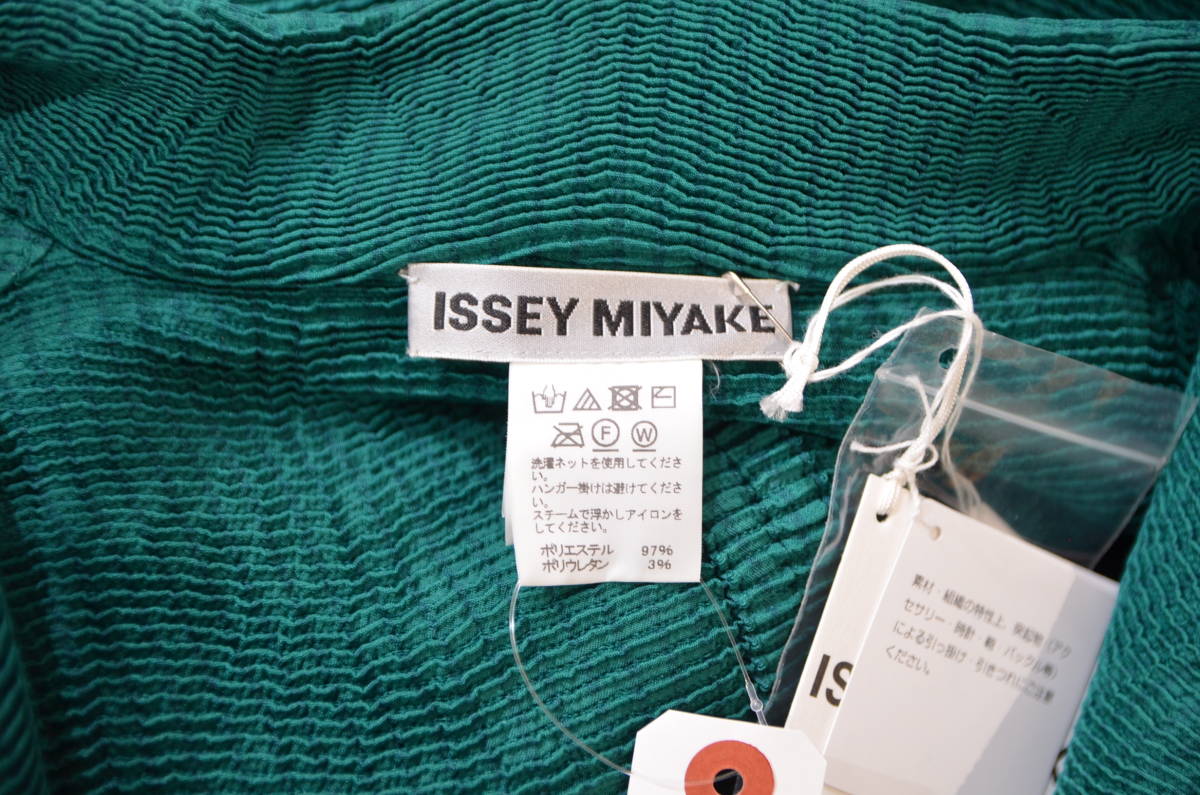 ISSEY MIYAKE
F W
洗濯ネットを使用してくださ
い。
ハンガー掛けは避けてくださ
い。
スチームで浮かしアイロンを
してください。
ポリエステル 97%
ポリウレタン 3%
素材・組織の特性上、突起物（アク
セサリー・時計・鞄・バックル等）
による引っ掛け・引きつれにご注意
ください。
IS